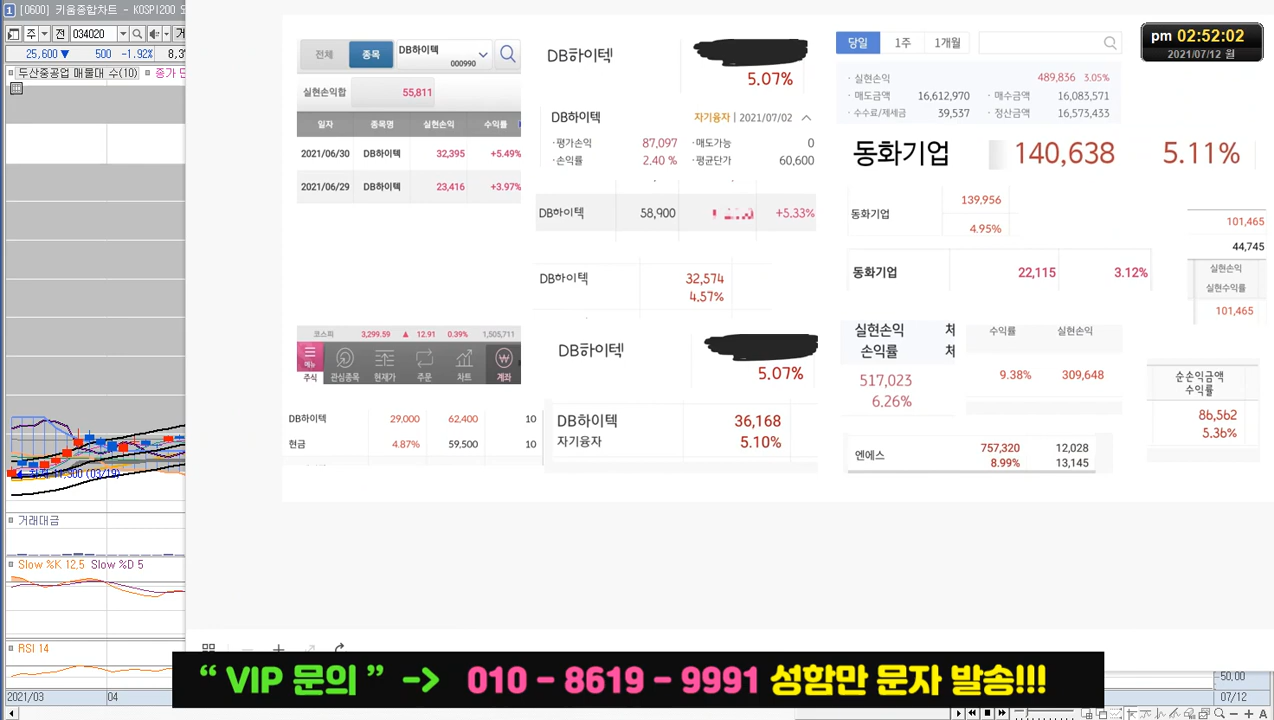 [0600] 키움종합차트 - KOSPI200 S
주 전 034020
25,600 ▼ 500 -1.92% 8,3
두산중공업 매물대 수(10) 종가 단
11,300 (03/19)
거래대금
Slow %K 12,5 Slow %D 5
RSI 14
2021/03 04
전체 종목 DB하이텍 000990
실현손익합 55,811
일자 종목명 실현손익 수익률
2021/06/30 DB하이텍 32,395 +5.49%
2021/06/29 DB하이텍 23,416 +3.97%
코스피 3,299.59 ▲ 12.91 0.39% 1,505,711
메뉴
주식 관심종목 현재가 주문 차트 계좌
DB하이텍 29,000 62,400 10
현금 4.87% 59,500 10
DB하이텍
5.07%
DB하이텍 자기융자 | 2021/07/02
·평가손익 87,097 ·매도가능 0
·손익률 2.40 % ·평균단가 60,600
DB하이텍 58,900 +5.33%
DB하이텍 32,574
4.57%
DB하이텍
5.07%
DB하이텍 36,168
자기융자 5.10%
당일 1주 1개월
· 실현손익 489,836 3.05%
· 매도금액 16,612,970 · 매수금액 16,083,571
· 수수료/제세금 39,537 · 정산금액 16,573,433
동화기업 140,638 5.11%
동화기업 139,956
4.95%
동화기업 22,115 3.12%
101,465
44,745
실현손익
실현수익률
101,465
실현손익 처
손익률 처
517,023
6.26%
수익률 실현손익
9.38% 309,648
순손익금액
수익률
86,562
5.36%
엔에스 757,320 12,028
8.99% 13,145
pm 02:52:02
2021/07/12 월
50,00
07/12
“ VIP 문의 ” -> 010 - 8619 - 9991 성함만 문자 발송!!!